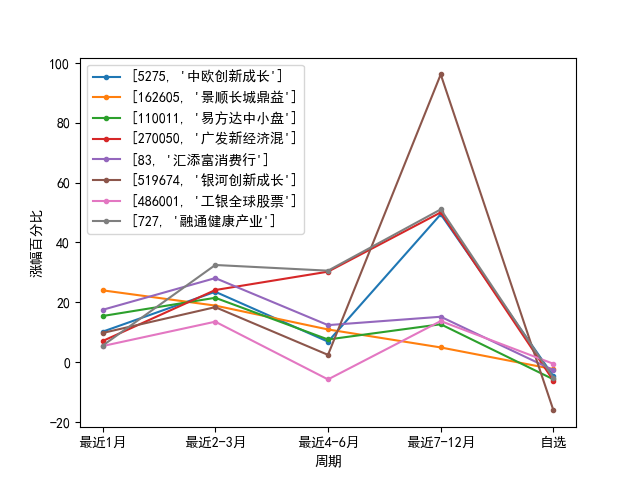 100
80
60
40
20
0
−20
涨幅百分比
[5275, '中欧创新成长']
[162605, '景顺长城鼎益']
[110011, '易方达中小盘']
[270050, '广发新经济混']
[83, '汇添富消费行']
[519674, '银河创新成长']
[486001, '工银全球股票']
[727, '融通健康产业']
最近1月 最近2-3月 最近4-6月 最近7-12月 自选
周期